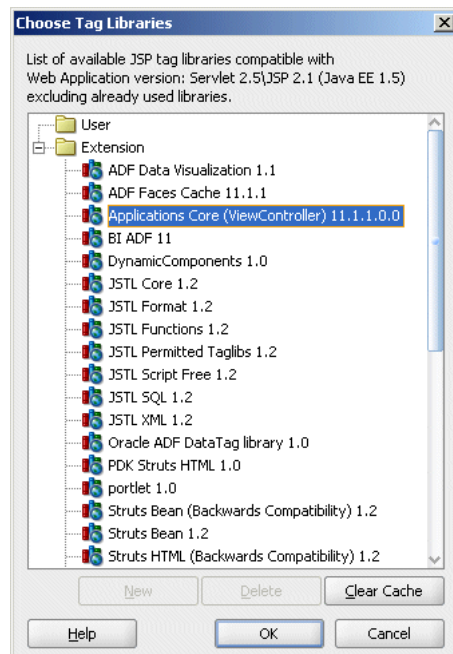 Choose Tag Libraries
List of available JSP tag libraries compatible with
Web Application version: Servlet 2.5\JSP 2.1 (Java EE 1.5)
excluding already used libraries.
User
Extension
ADF Data Visualization 1.1
ADF Faces Cache 11.1.1
Applications Core (ViewController) 11.1.1.0.0
BI ADF 11
DynamicComponents 1.0
JSTL Core 1.2
JSTL Format 1.2
JSTL Functions 1.2
JSTL Permitted Taglibs 1.2
JSTL Script Free 1.2
JSTL SQL 1.2
JSTL XML 1.2
Oracle ADF DataTag library 1.0
PDK Struts HTML 1.0
portlet 1.0
Struts Bean (Backwards Compatibility) 1.2
Struts Bean 1.2
Struts HTML (Backwards Compatibility) 1.2
New Delete Clear Cache
Help OK Cancel